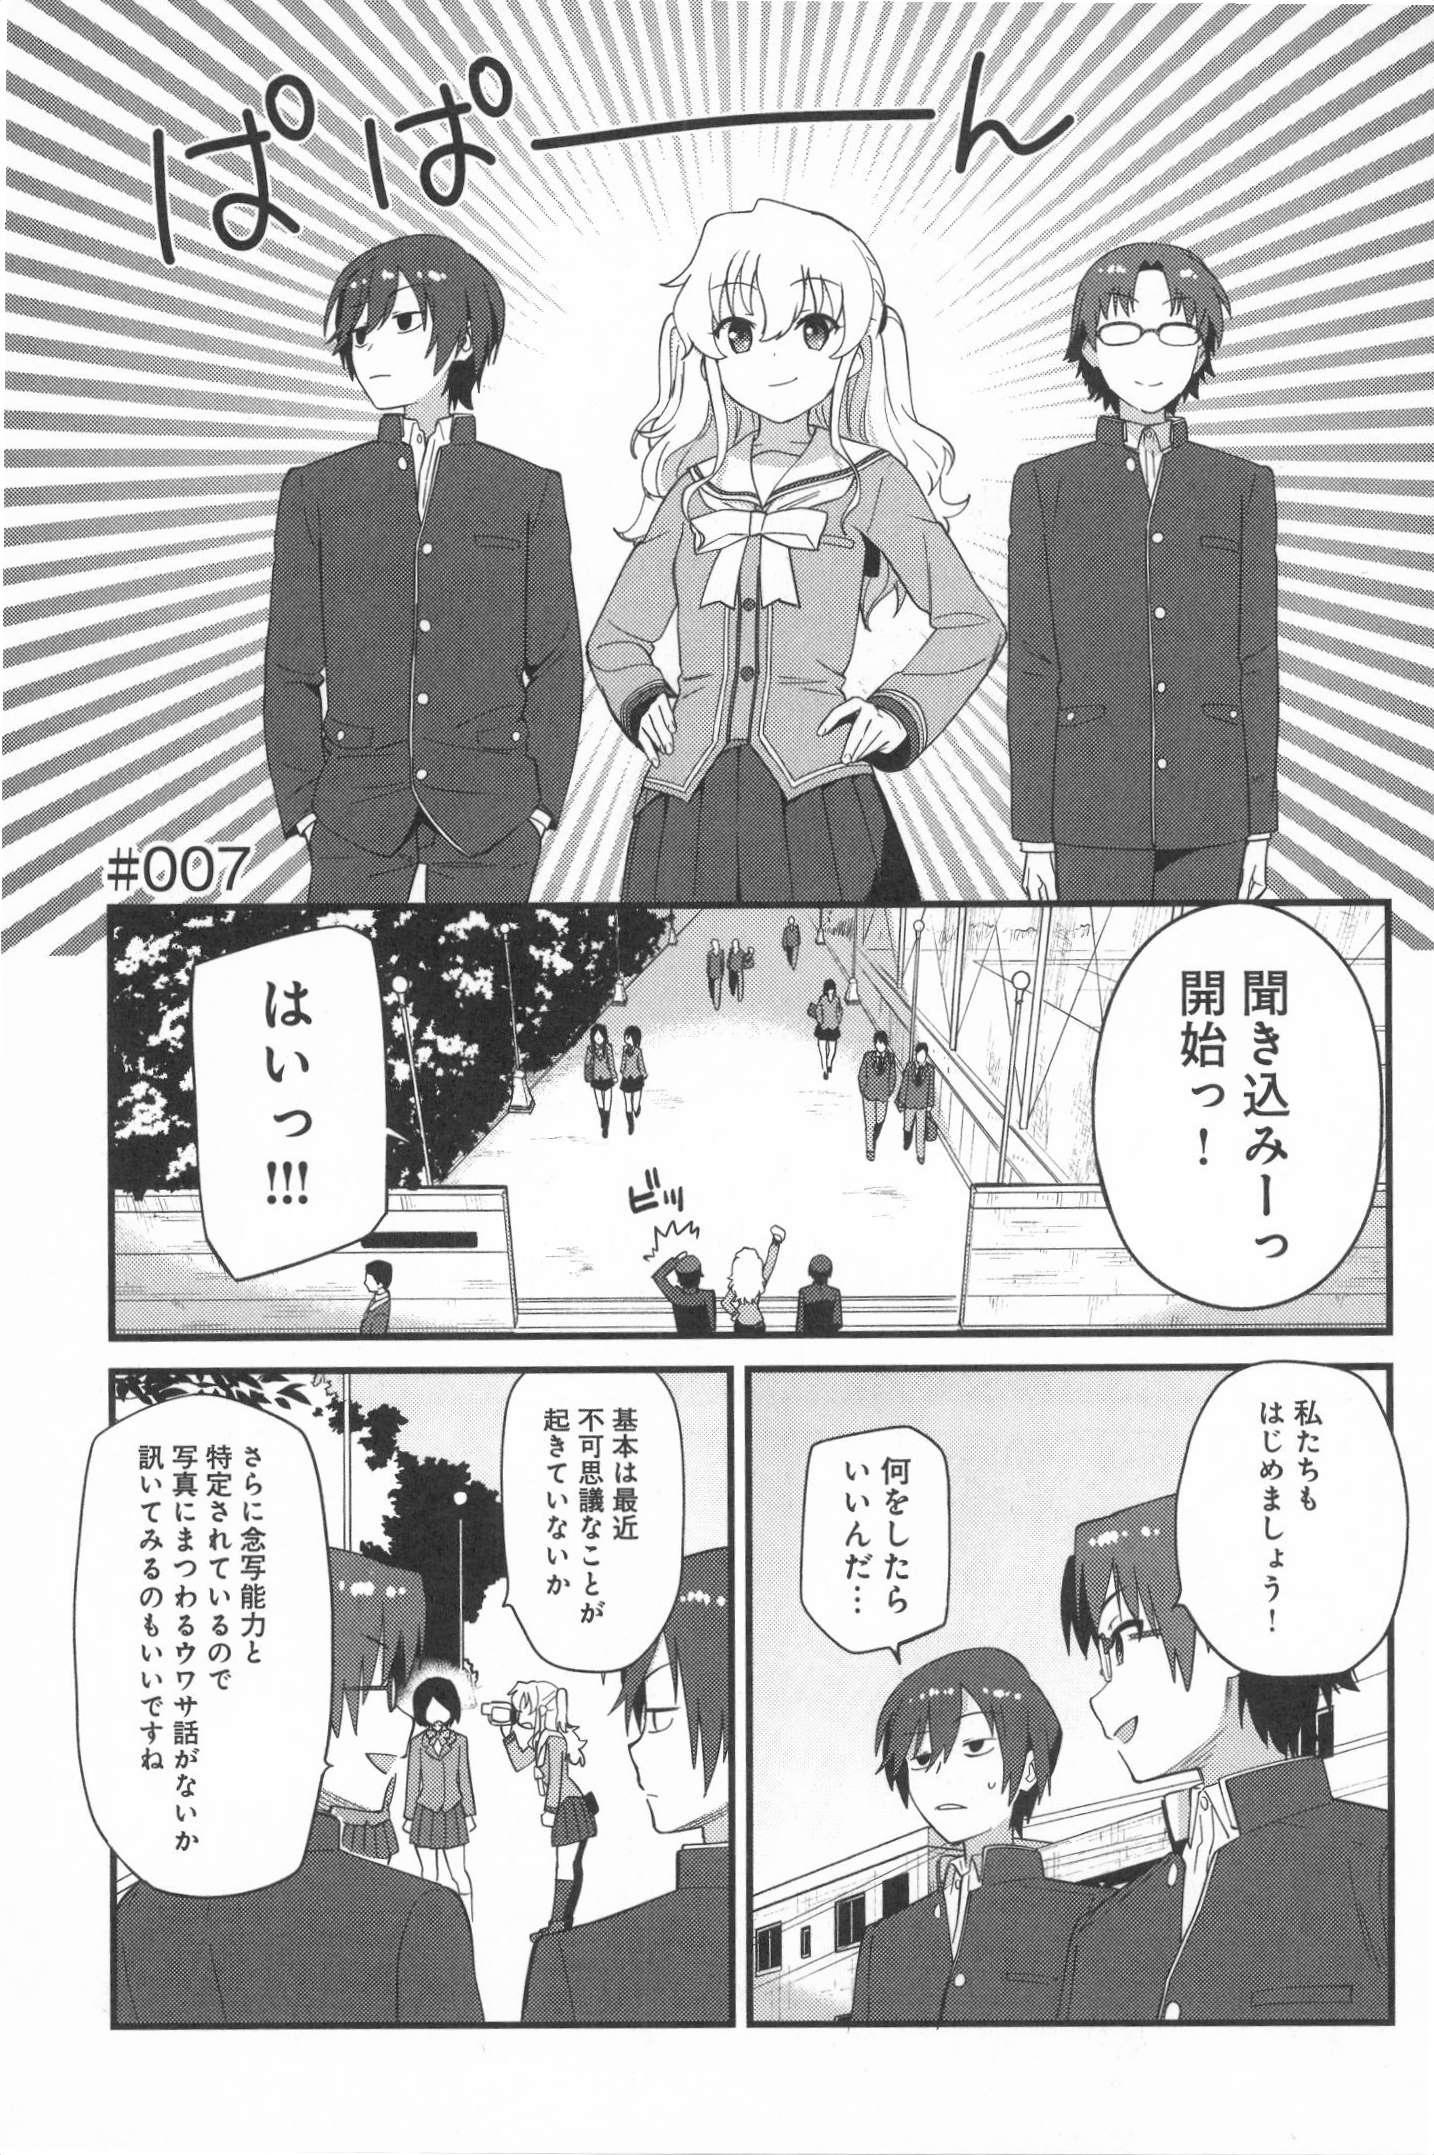 ぱぱーーん
#007
聞き込みーっ
開始っ！
はいっ!!!
ビッ
私たちも
はじめましょう！
何をしたら
いいんだ…
基本は最近
不可思議なことが
起きていないか
さらに念写能力と
特定されているので
写真にまつわるウワサ話がないか
訊いてみるのもいいですね